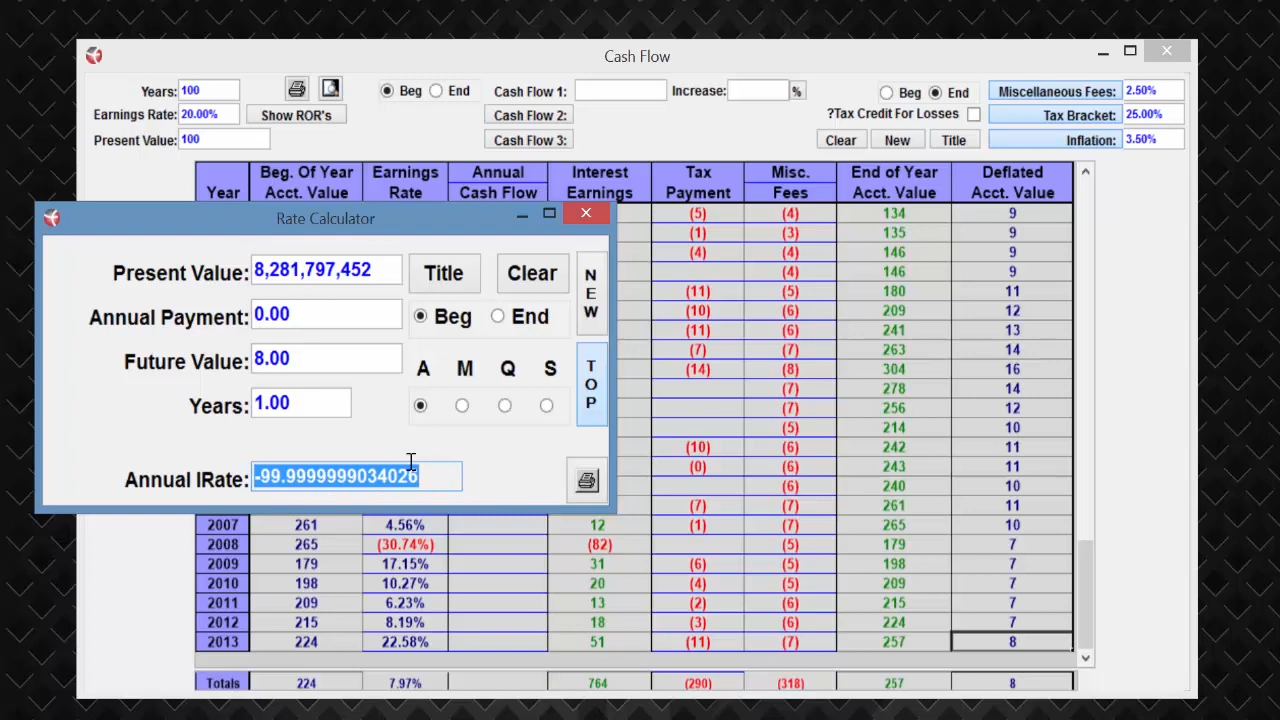 Cash Flow
Years: 100
Beg End Cash Flow 1: Increase: %
Beg End Miscellaneous Fees: 2.50%
Earnings Rate: 20.00% Show ROR's Cash Flow 2: ?Tax Credit For Losses Tax Bracket: 25.00%
Present Value: 100 Cash Flow 3: Clear New Title Inflation: 3.50%
Beg. Of Year Earnings Annual Interest Tax Misc. End of Year Deflated
Year Acct. Value Rate Cash Flow Earnings Payment Fees Acct. Value Acct. Value
(5) (4) 134 9
(1) (3) 135 9
(4) (4) 146 9
(4) 146 9
(11) (5) 180 11
(10) (6) 209 12
(11) (6) 241 13
(7) (7) 263 14
(14) (8) 304 16
(7) 278 14
(7) 256 12
(5) 214 10
(10) (6) 242 11
(0) (6) 243 11
(6) 240 10
(7) (6) 261 11
2007 261 4.56% 12 (1) (7) 265 10
2008 265 (30.74%) (82) (5) 179 7
2009 179 17.15% 31 (6) (5) 198 7
2010 198 10.27% 20 (4) (5) 209 7
2011 209 6.23% 13 (2) (6) 215 7
2012 215 8.19% 18 (3) (6) 224 7
2013 224 22.58% 51 (11) (7) 257 8
Totals 224 7.97% 764 (290) (318) 257 8
Rate Calculator
Present Value: 8,281,797,452 Title Clear
NEW
Annual Payment: 0.00 Beg End
Future Value: 8.00 A M Q S
TOP
Years: 1.00
Annual IRate: -99.9999999034026